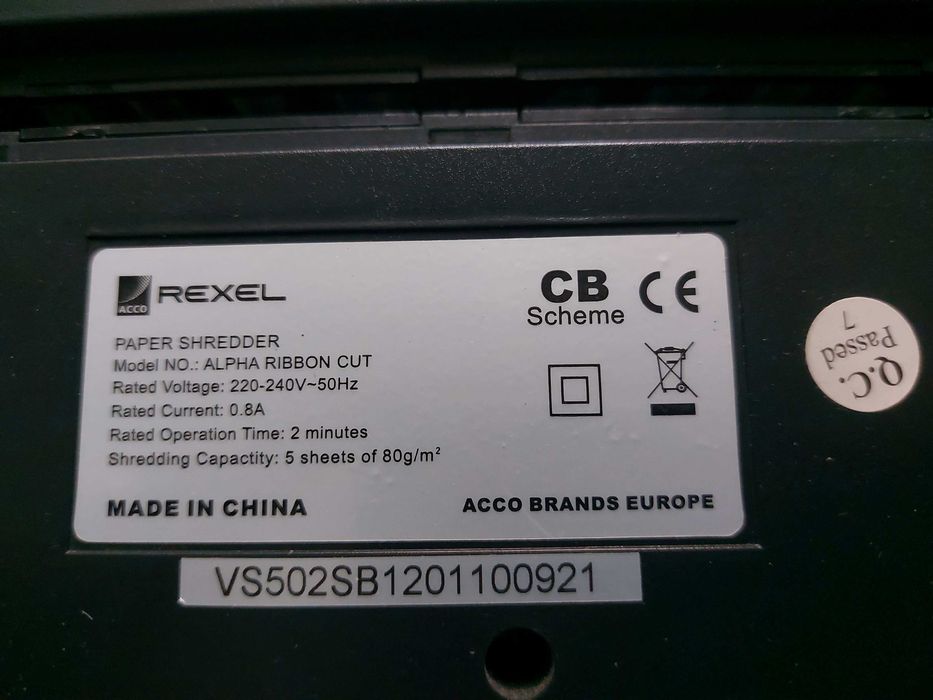 ACCO
REXEL
CB
Scheme
CE
PAPER SHREDDER
Model NO.: ALPHA RIBBON CUT
Rated Voltage: 220-240V~50Hz
Rated Current: 0.8A
Rated Operation Time: 2 minutes
Shredding Capactity: 5 sheets of 80g/m²
MADE IN CHINA
ACCO BRANDS EUROPE
VS502SB1201100921
Q.C.
Passed
7